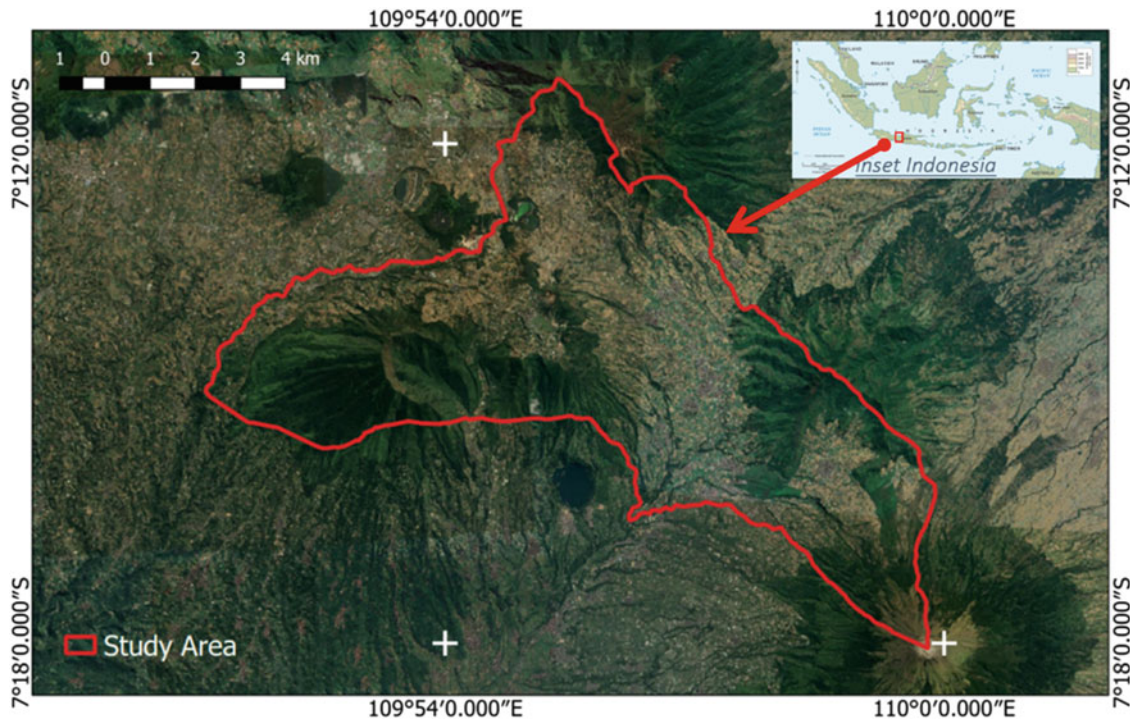 109°54′0.000″E
110°0′0.000″E
1 0 1 2 3 4 km
7°12′0.000″S
7°12′0.000″S
Inset Indonesia
7°18′0.000″S
7°18′0.000″S
Study Area
109°54′0.000″E
110°0′0.000″E